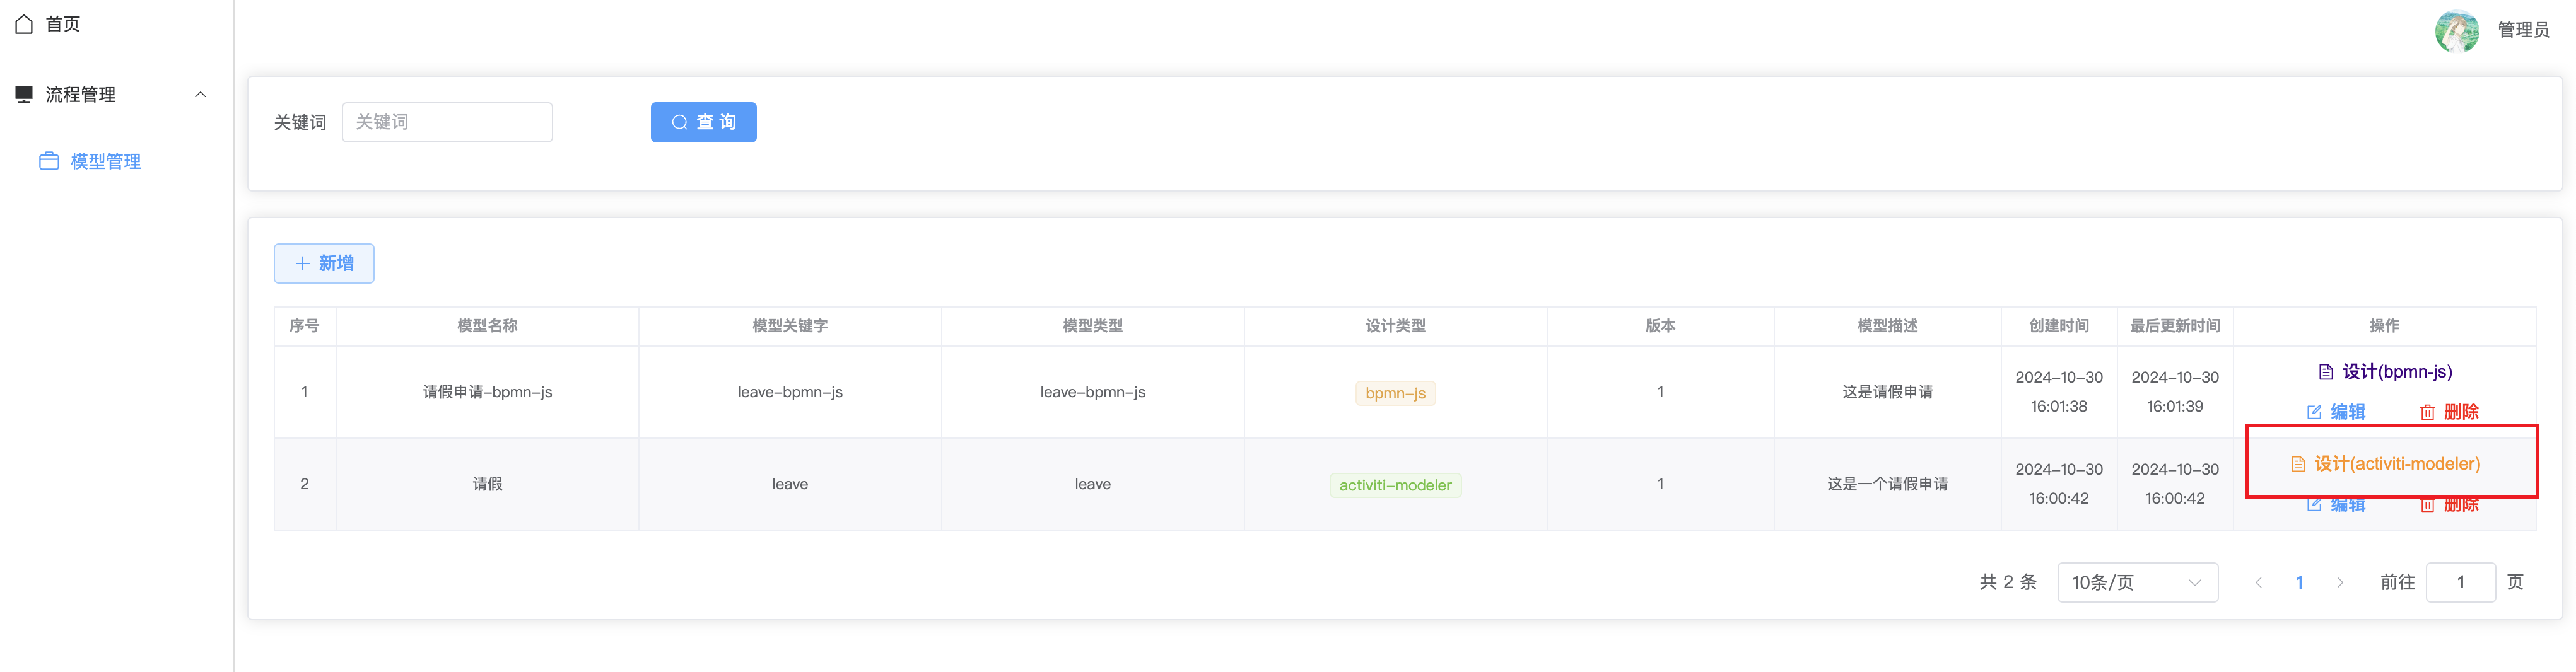 首页
管理员
流程管理
关键词 关键词 查 询
模型管理
新增
序号 模型名称 模型关键字 模型类型 设计类型 版本 模型描述 创建时间 最后更新时间 操作
1 请假申请-bpmn-js leave-bpmn-js leave-bpmn-js bpmn-js 1 这是请假申请 2024-10-30 16:01:38 2024-10-30 16:01:39 设计(bpmn-js)
编辑 删除
2 请假 leave leave activiti-modeler 1 这是一个请假申请 2024-10-30 16:00:42 2024-10-30 16:00:42 设计(activiti-modeler)
编辑 删除
共 2 条 10条/页 1 前往 1 页